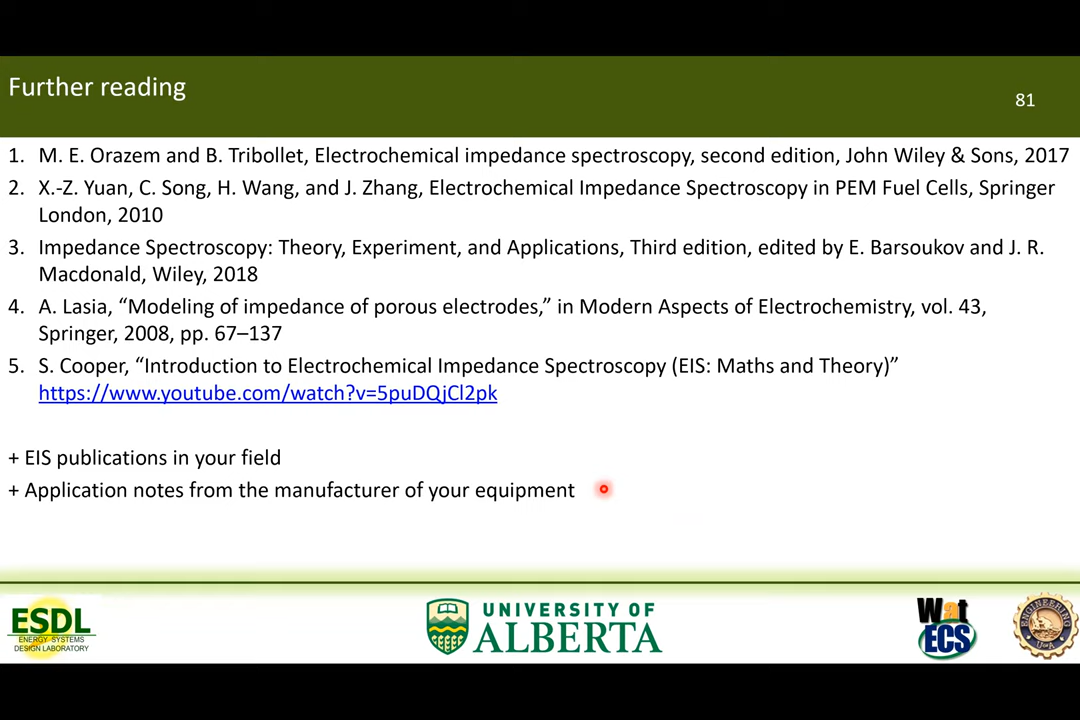 Further reading
81
1. M. E. Orazem and B. Tribollet, Electrochemical impedance spectroscopy, second edition, John Wiley & Sons, 2017
2. X.-Z. Yuan, C. Song, H. Wang, and J. Zhang, Electrochemical Impedance Spectroscopy in PEM Fuel Cells, Springer
London, 2010
3. Impedance Spectroscopy: Theory, Experiment, and Applications, Third edition, edited by E. Barsoukov and J. R.
Macdonald, Wiley, 2018
4. A. Lasia, “Modeling of impedance of porous electrodes,” in Modern Aspects of Electrochemistry, vol. 43,
Springer, 2008, pp. 67–137
5. S. Cooper, “Introduction to Electrochemical Impedance Spectroscopy (EIS: Maths and Theory)”
https://www.youtube.com/watch?v=5puDQjCl2pk
+ EIS publications in your field
+ Application notes from the manufacturer of your equipment
ESDL
ENERGY SYSTEMS
DESIGN LABORATORY
UNIVERSITY OF
ALBERTA
Wat
ECS
ENGINEERING
U of A